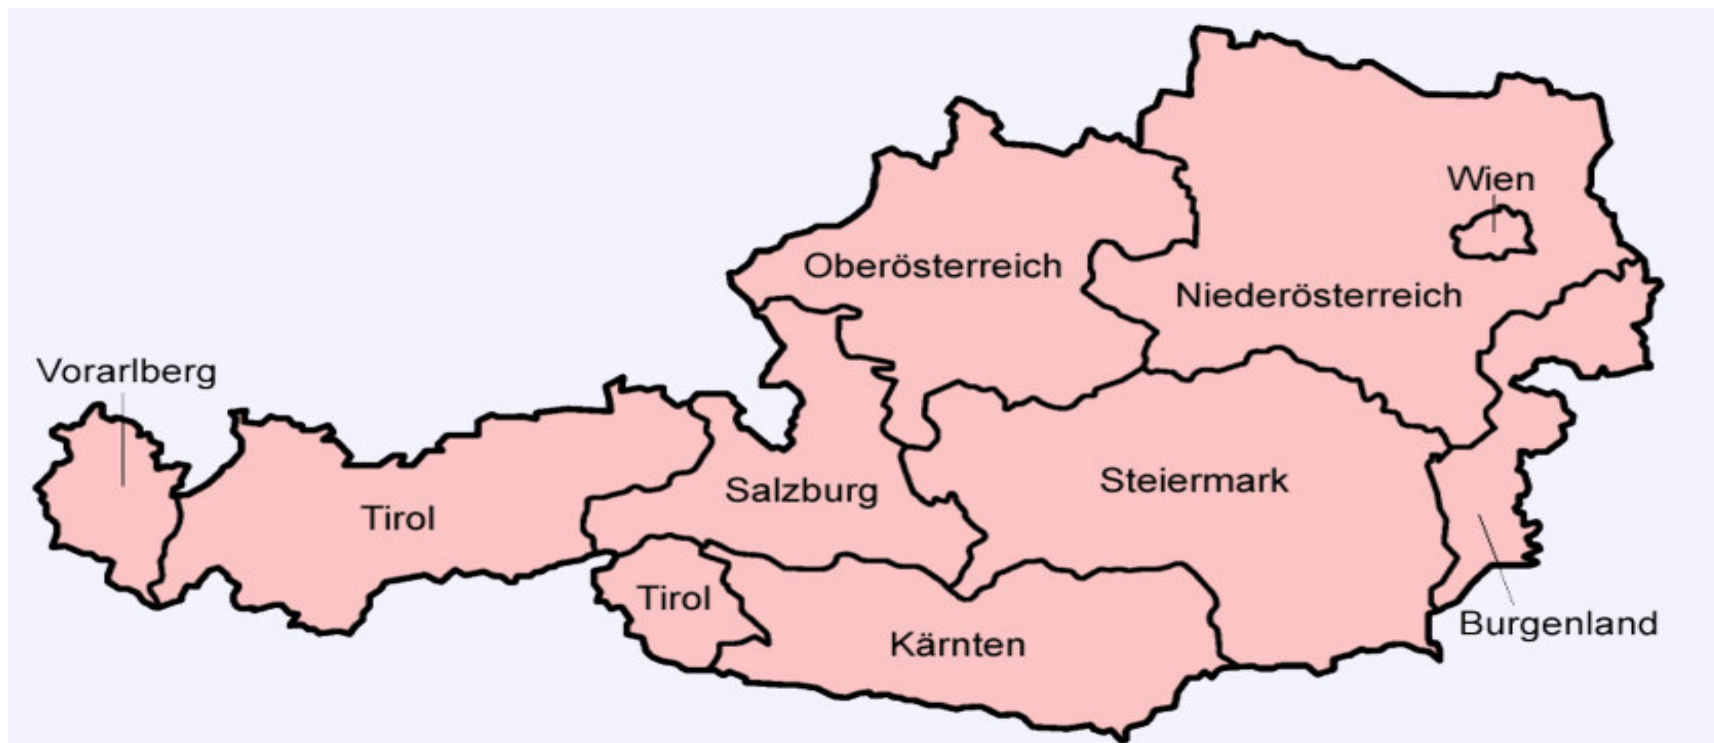 Wien
Oberösterreich
Niederösterreich
Vorarlberg
Steiermark
Salzburg
Tirol
Tirol
Burgenland
Kärnten